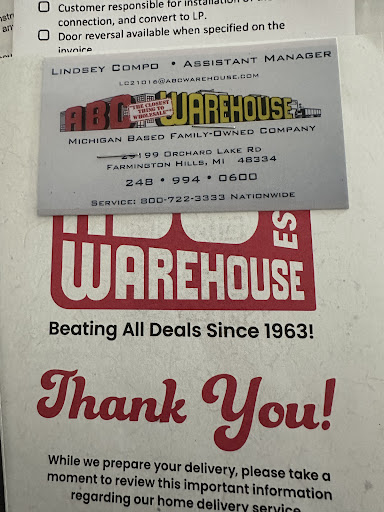 Customer responsible for installation of
connection, and convert to LP.
Door reversal available when specified on the
invoice.
LINDSEY COMPO • ASSISTANT MANAGER
LC21016@ABCWAREHOUSE.COM
ABC "THE CLOSEST THING TO WHOLESALE" WAREHOUSE
MICHIGAN BASED FAMILY-OWNED COMPANY
29199 ORCHARD LAKE RD
FARMINGTON HILLS, MI 48334
248 • 994 • 0600
SERVICE: 800-722-3333 NATIONWIDE
ES
WAREHOUSE
Beating All Deals Since 1963!
Thank You!
While we prepare your delivery, please take a
moment to review this important information
regarding our home delivery service